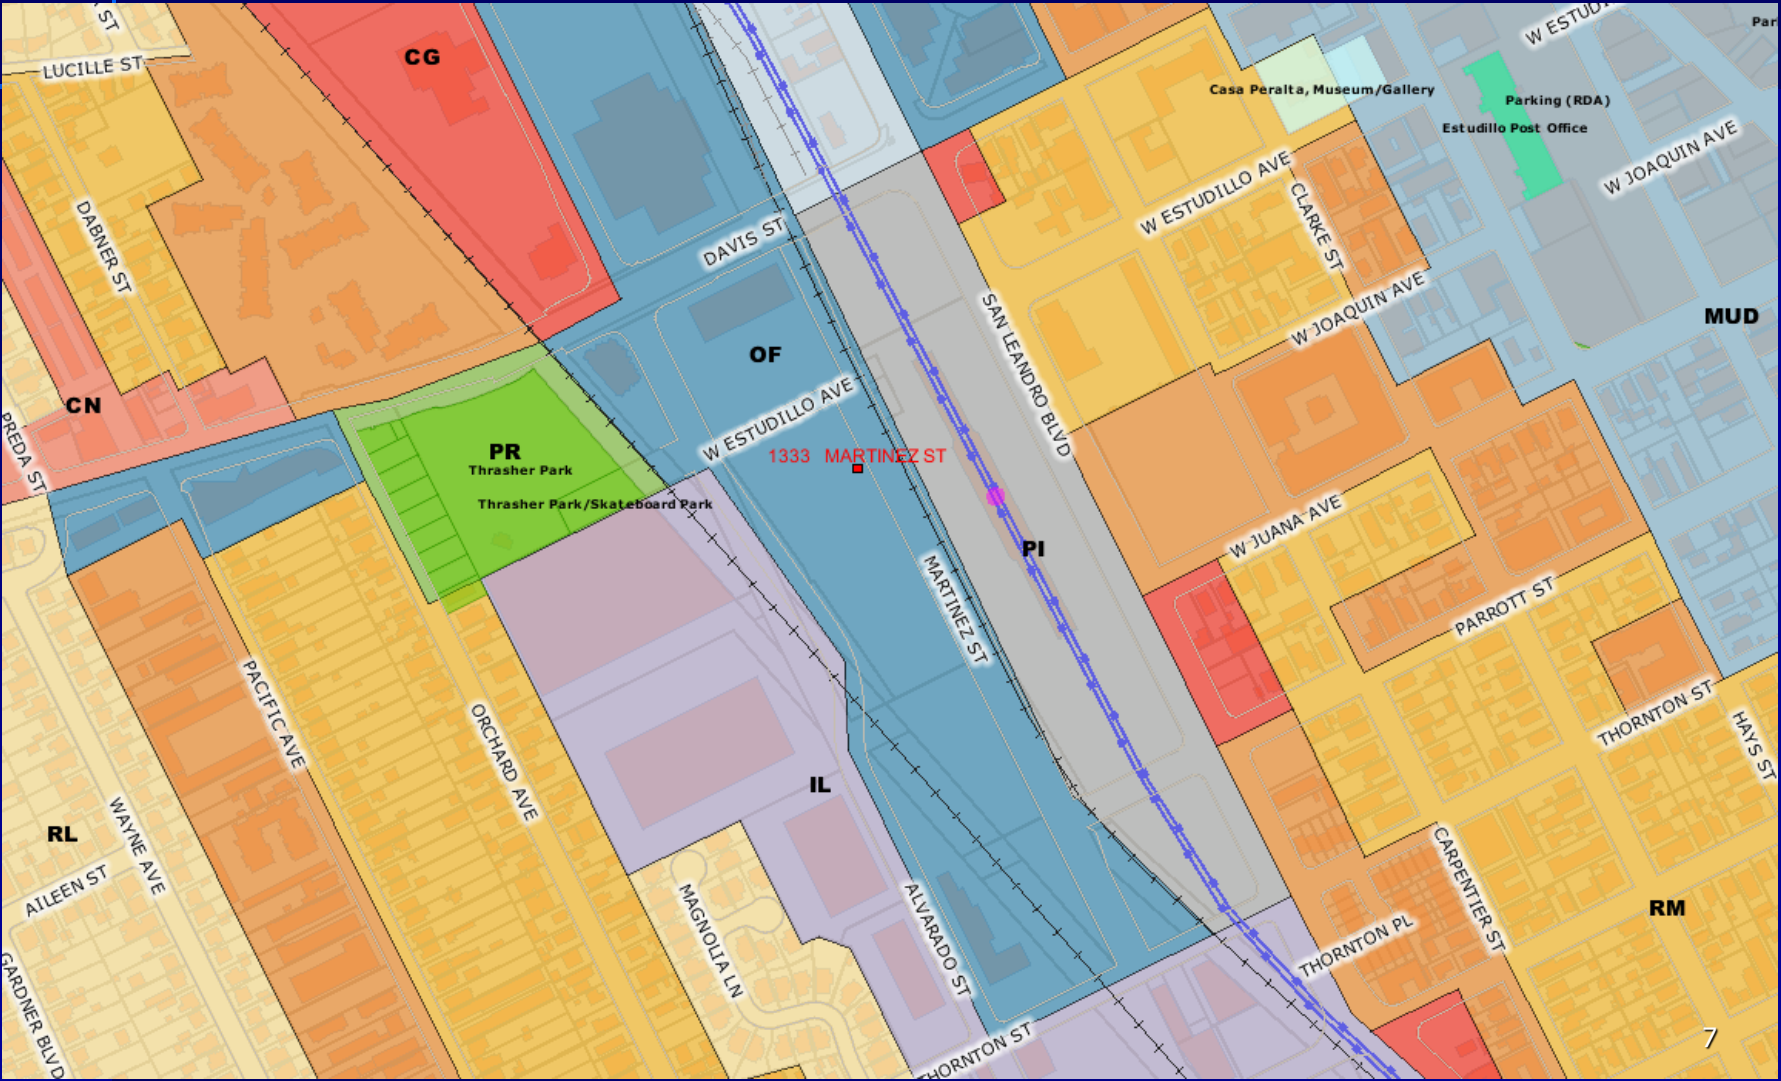 ST
LUCILLE ST
CG
W ESTUDI
Par
Casa Peralta, Museum/Gallery
Parking (RDA)
Estudillo Post Office
W JOAQUIN AVE
W ESTUDILLO AVE
CLARKE ST
DABNER ST
DAVIS ST
W JOAQUIN AVE
MUD
SAN LEANDRO BLVD
OF
CN
W ESTUDILLO AVE
PREDA ST
PR
Thrasher Park
1333 MARTINEZ ST
Thrasher Park/Skateboard Park
W JUANA AVE
PI
MARTINEZ ST
PARROTT ST
PACIFIC AVE
ORCHARD AVE
THORNTON ST
HAYS ST
IL
RL
WAYNE AVE
AILEEN ST
CARPENTIER ST
MAGNOLIA LN
ALVARADO ST
RM
THORNTON PL
GARDNER BLVD
THORNTON ST
7